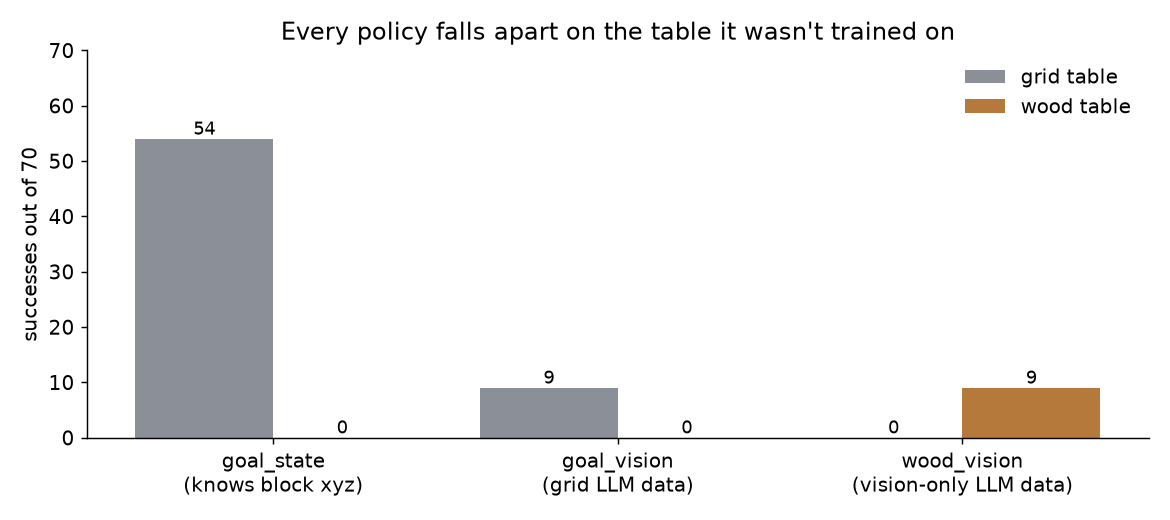 Every policy falls apart on the table it wasn't trained on
successes out of 70
70
60
50
40
30
20
10
0
grid table
wood table
54
0
9
0
0
9
goal_state
(knows block xyz)
goal_vision
(grid LLM data)
wood_vision
(vision-only LLM data)